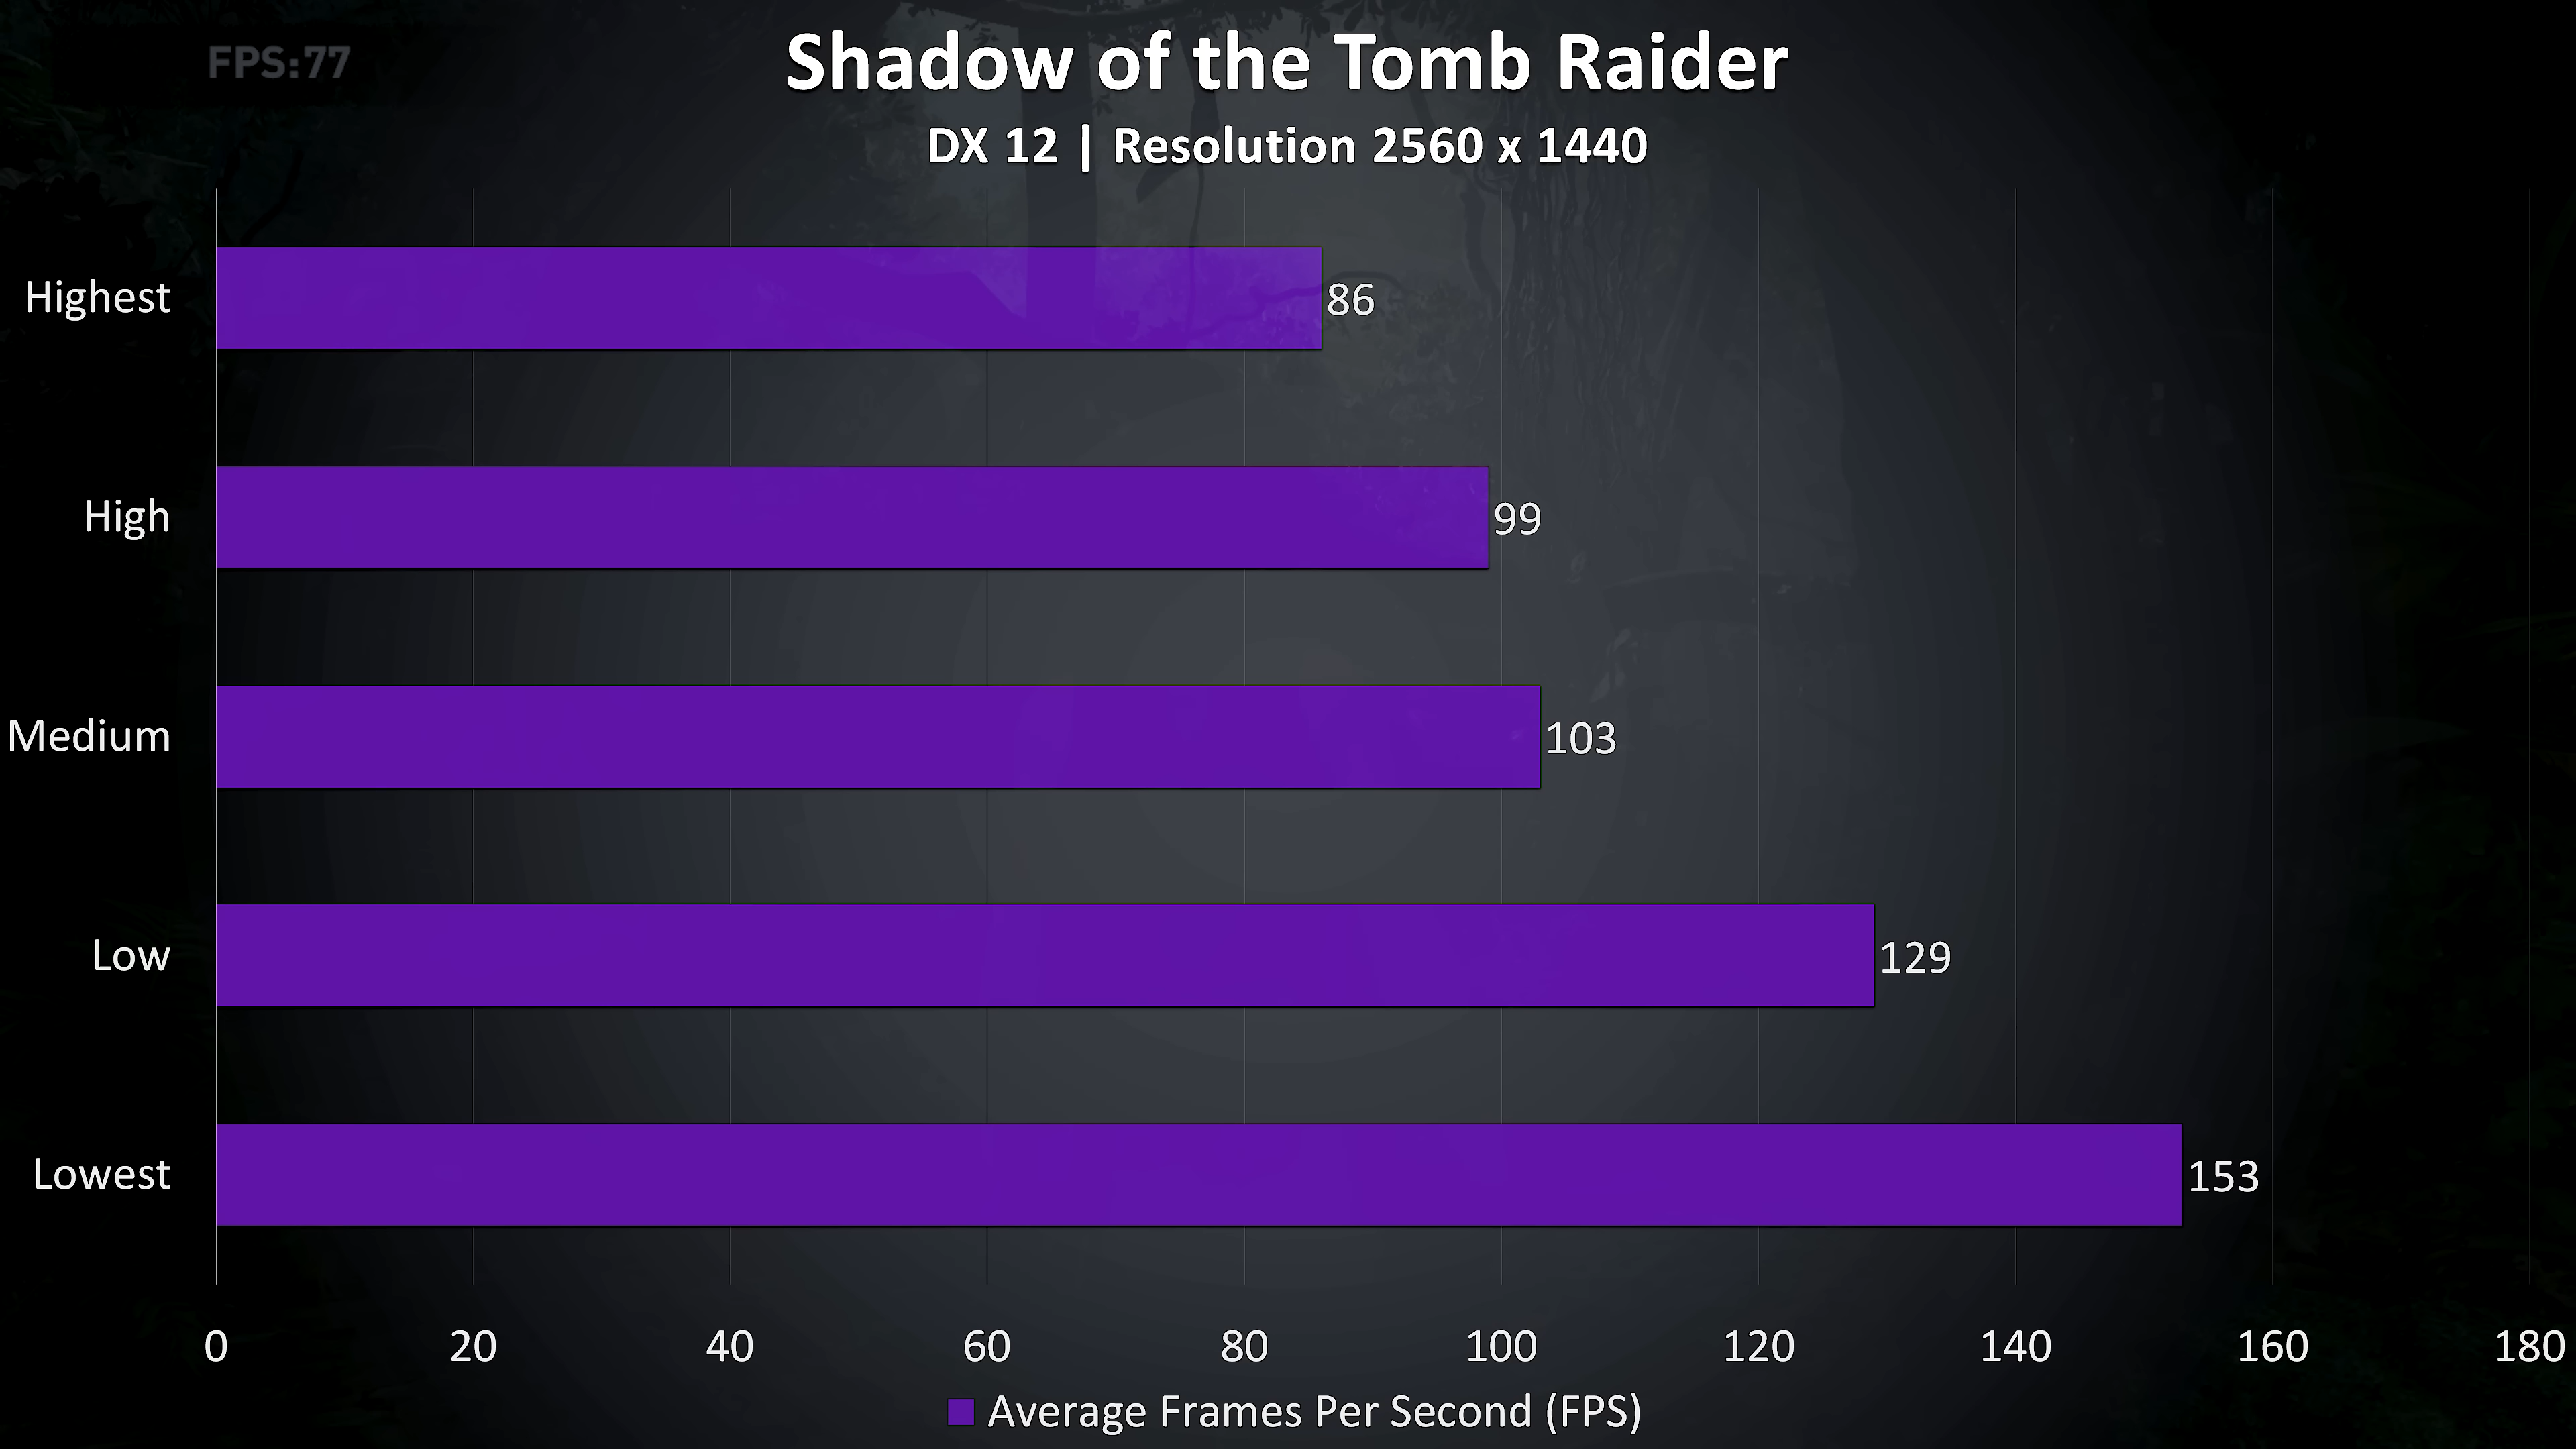 FPS:77
Shadow of the Tomb Raider
DX 12 | Resolution 2560 x 1440
Highest 86
High 99
Medium 103
Low 129
Lowest 153
0 20 40 60 80 100 120 140 160 180
Average Frames Per Second (FPS)